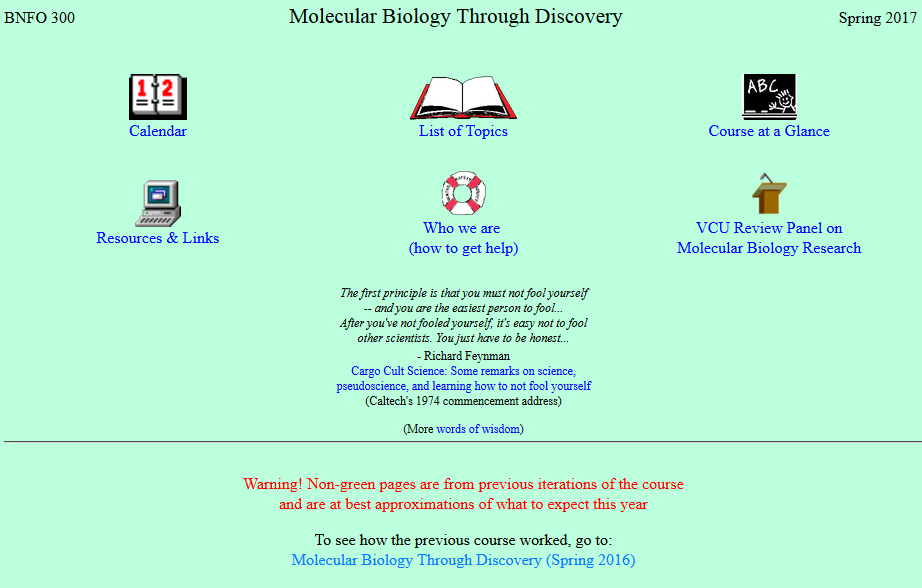 BNFO 300
Molecular Biology Through Discovery
Spring 2017
1 2
ABC
Calendar
List of Topics
Course at a Glance
Resources & Links
Who we are
(how to get help)
VCU Review Panel on
Molecular Biology Research
The first principle is that you must not fool yourself
-- and you are the easiest person to fool...
After you've not fooled yourself, it's easy not to fool
other scientists. You just have to be honest...
- Richard Feynman
Cargo Cult Science: Some remarks on science,
pseudoscience, and learning how to not fool yourself
(Caltech's 1974 commencement address)
(More words of wisdom)
Warning! Non-green pages are from previous iterations of the course
and are at best approximations of what to expect this year
To see how the previous course worked, go to:
Molecular Biology Through Discovery (Spring 2016)